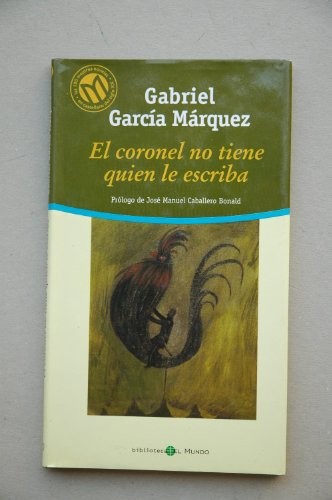 Gabriel
García Márquez
El coronel no tiene
quien le escriba
Prólogo de José Manuel Caballero Bonald
biblioteca EL MUNDO